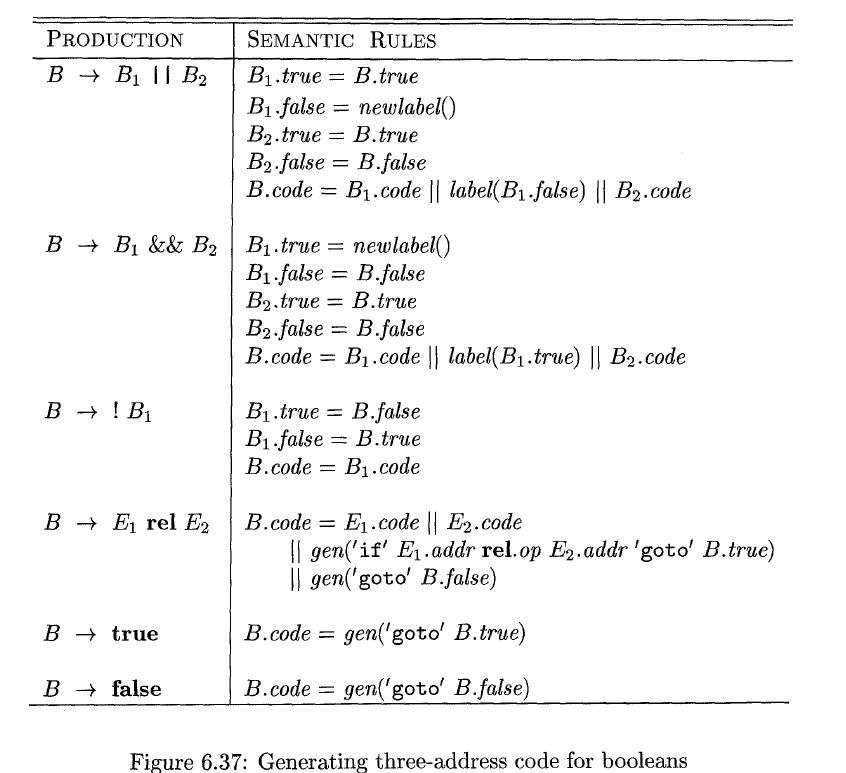 PRODUCTION SEMANTIC RULES
B → B₁ || B₂ B₁.true = B.true
B₁.false = newlabel()
B₂.true = B.true
B₂.false = B.false
B.code = B₁.code || label(B₁.false) || B₂.code
B → B₁ && B₂ B₁.true = newlabel()
B₁.false = B.false
B₂.true = B.true
B₂.false = B.false
B.code = B₁.code || label(B₁.true) || B₂.code
B → ! B₁ B₁.true = B.false
B₁.false = B.true
B.code = B₁.code
B → E₁ rel E₂ B.code = E₁.code || E₂.code
|| gen('if' E₁.addr rel.op E₂.addr 'goto' B.true)
|| gen('goto' B.false)
B → true B.code = gen('goto' B.true)
B → false B.code = gen('goto' B.false)
Figure 6.37: Generating three-address code for booleans